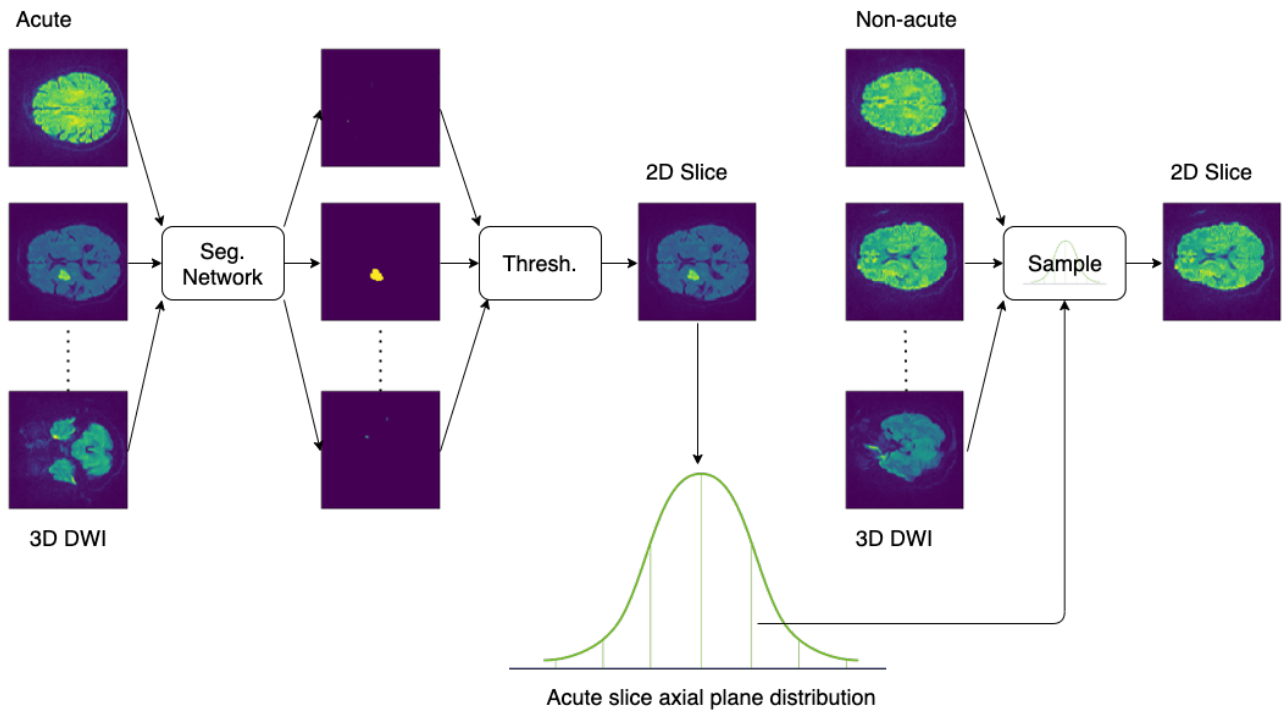 Acute
Non-acute
2D Slice
2D Slice
Seg.
Network
Thresh.
Sample
3D DWI
3D DWI
Acute slice axial plane distribution